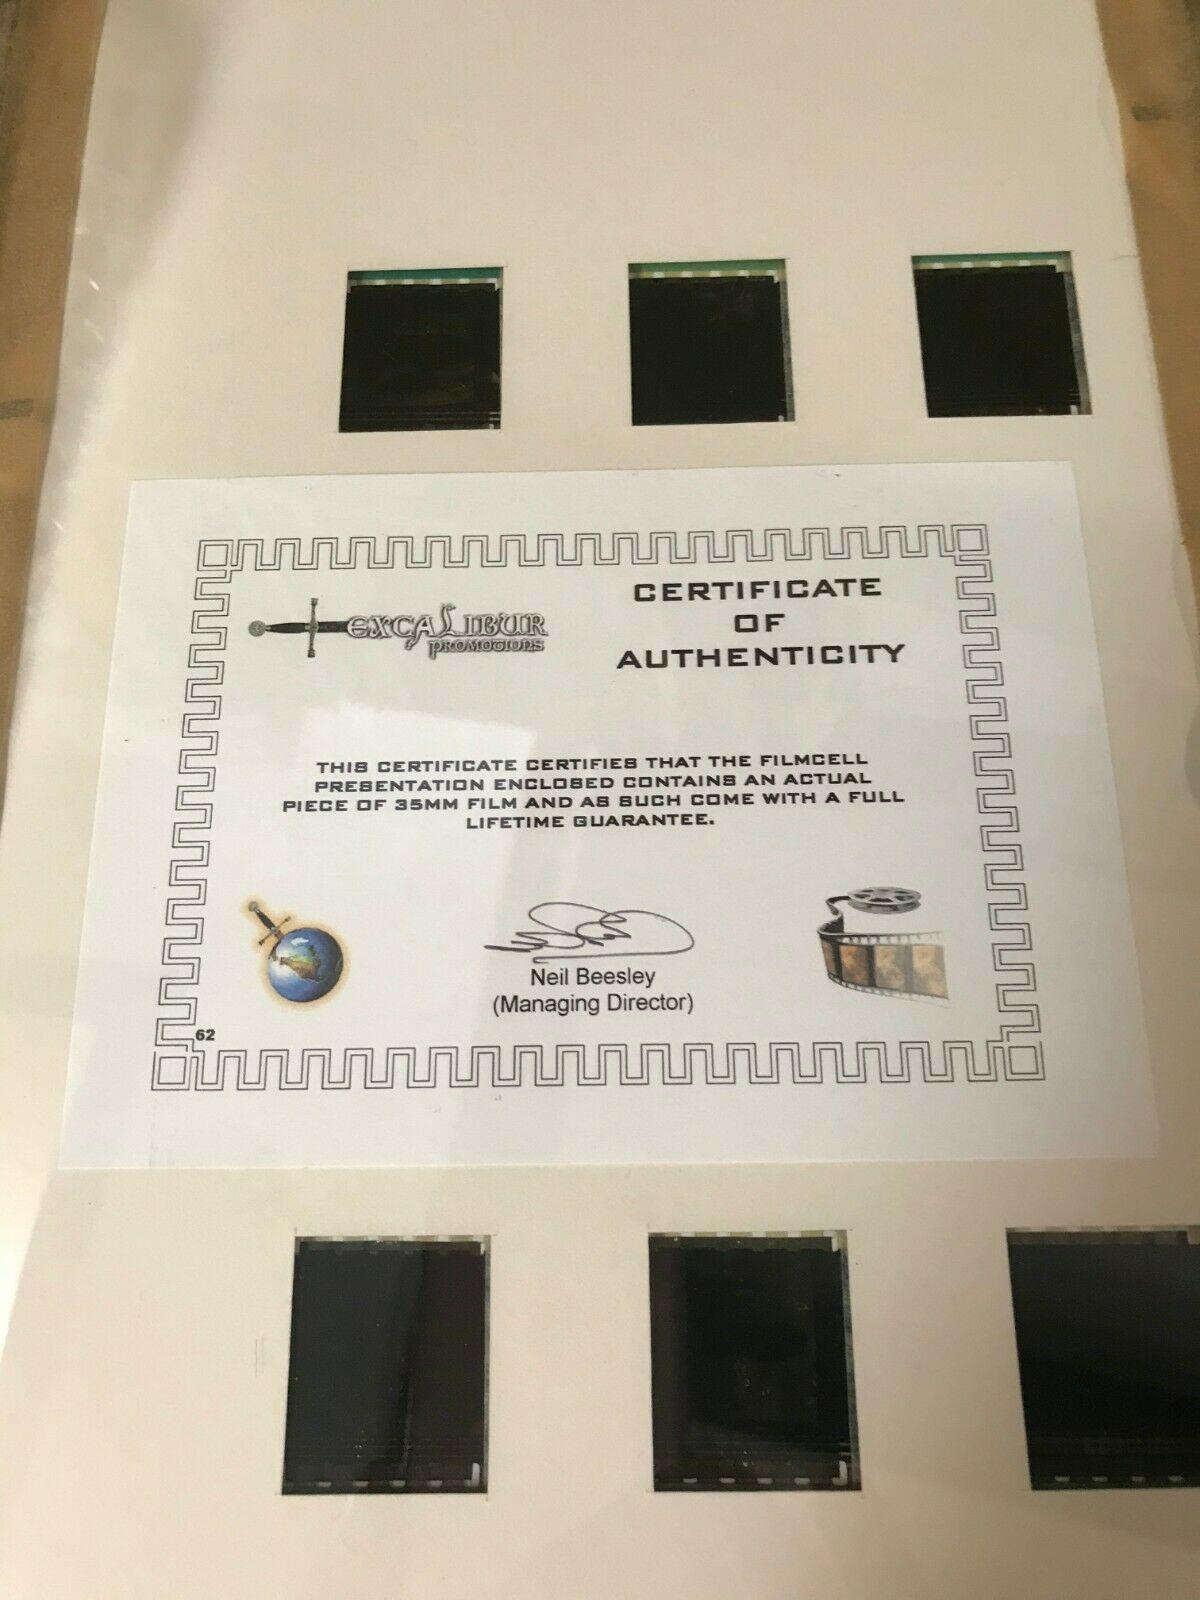 EXCALIBUR
PROMOTIONS
CERTIFICATE
OF
AUTHENTICITY
THIS CERTIFICATE CERTIFIES THAT THE FILMCELL
PRESENTATION ENCLOSED CONTAINS AN ACTUAL
PIECE OF 35MM FILM AND AS SUCH COME WITH A FULL
LIFETIME GUARANTEE.
Neil Beesley
(Managing Director)
62